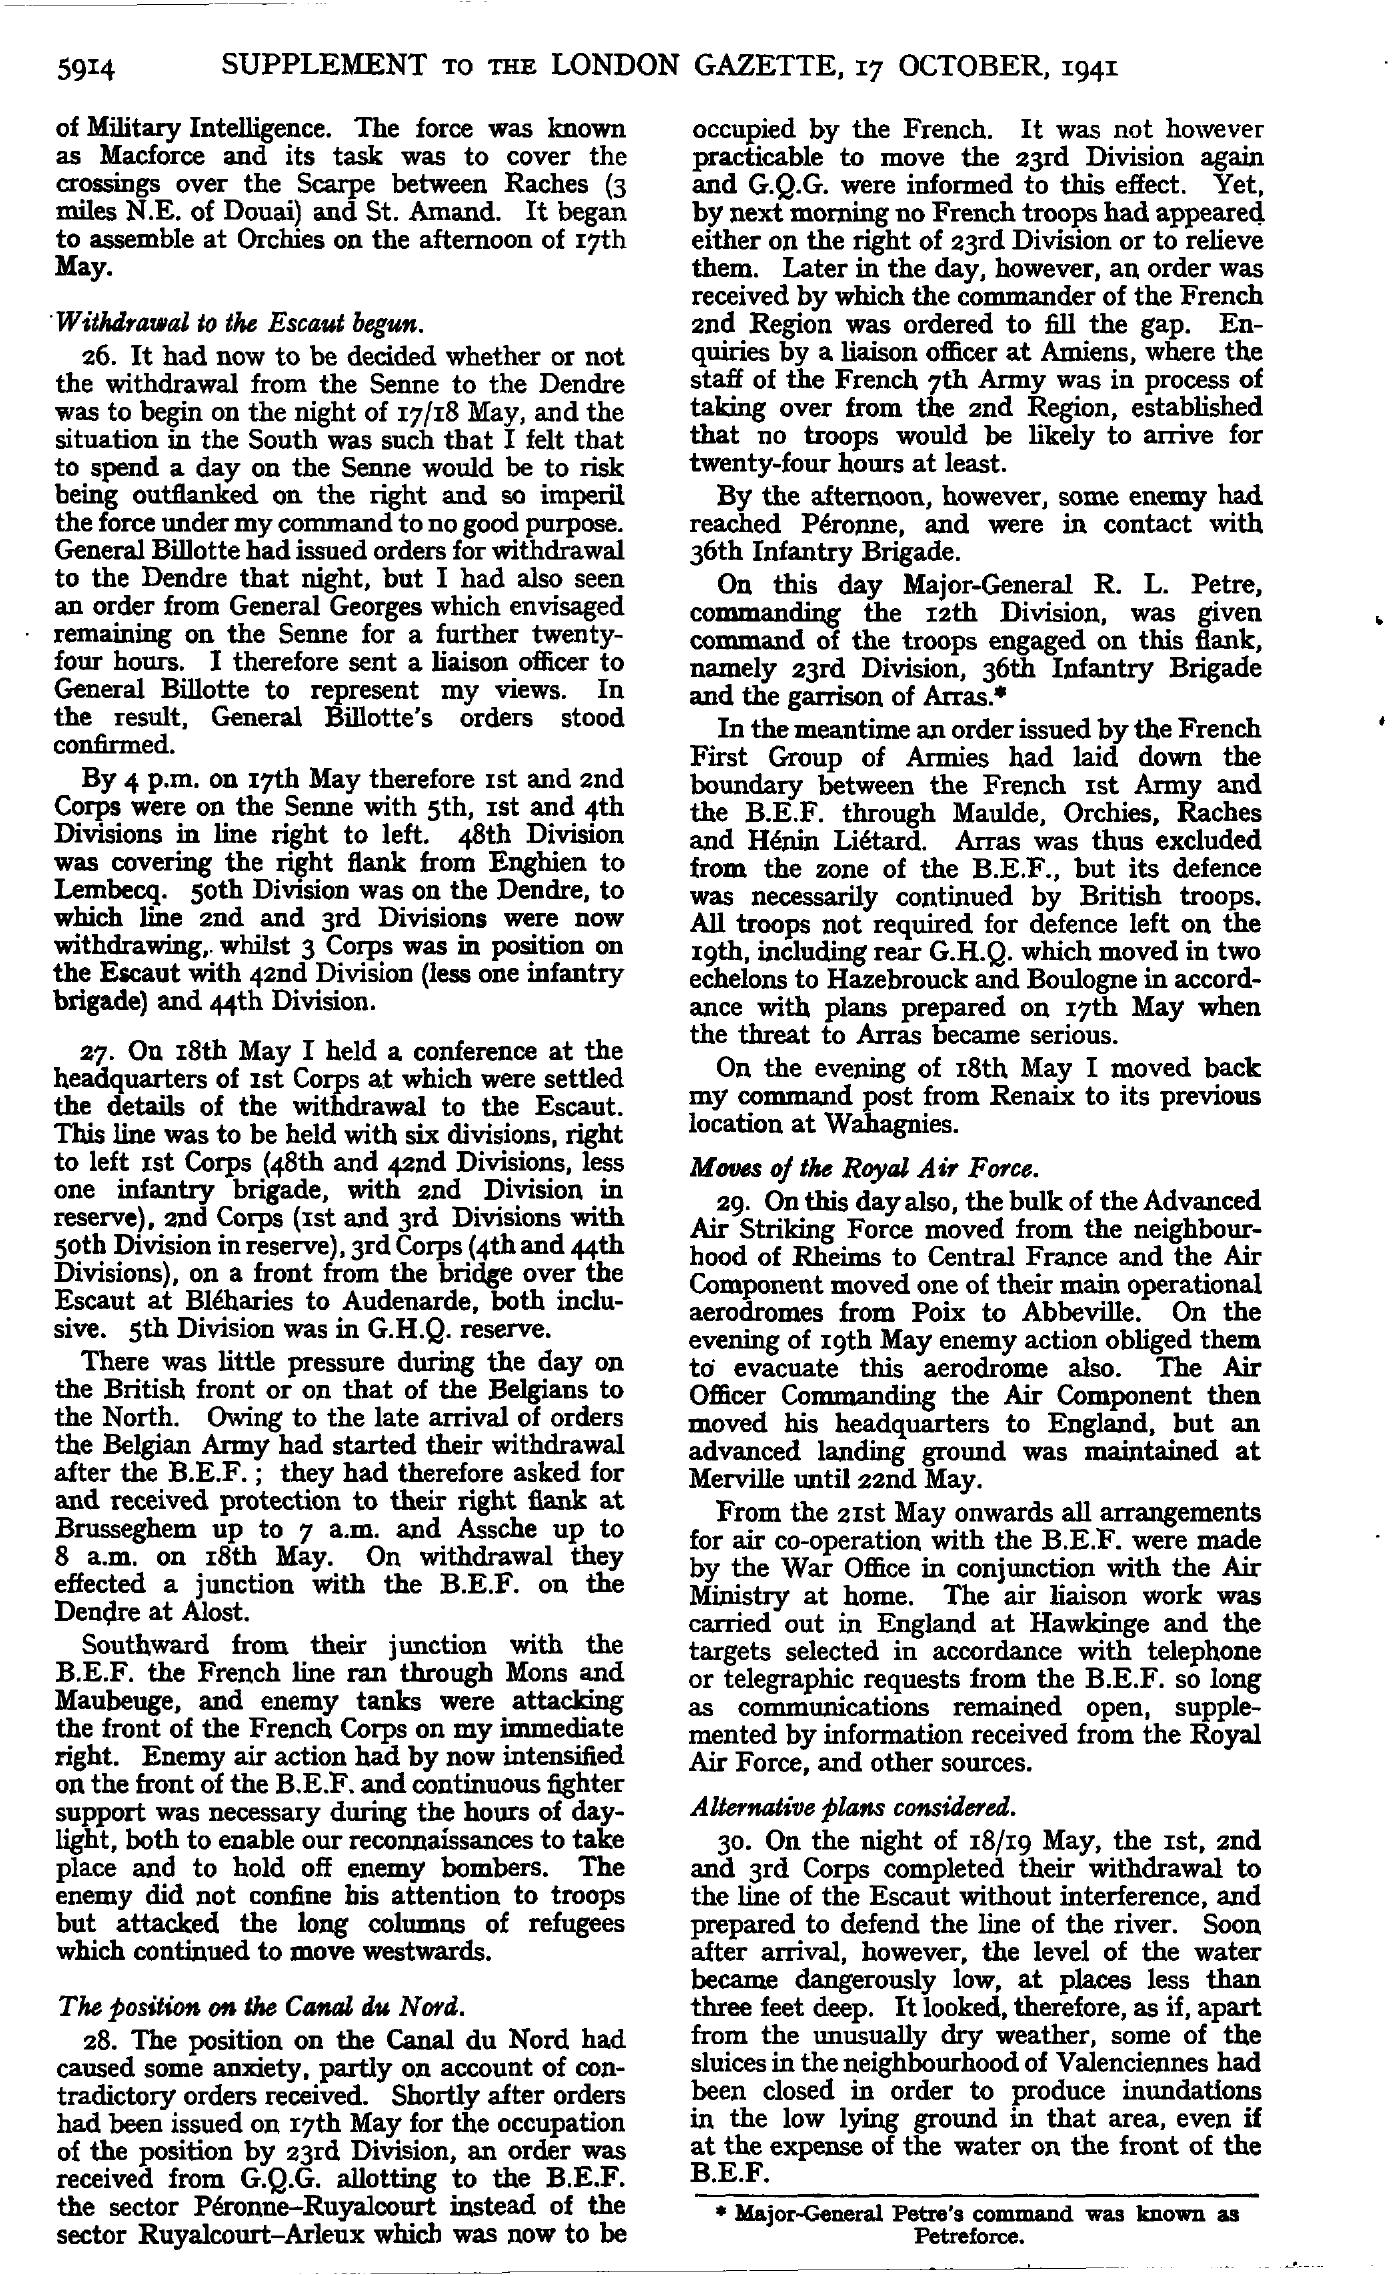 5914 SUPPLEMENT TO THE LONDON GAZETTE, 17 OCTOBER, 1941
of Military Intelligence. The force was known
as Macforce and its task was to cover the
crossings over the Scarpe between Raches (3
miles N.E. of Douai) and St. Amand. It began
to assemble at Orchies on the afternoon of 17th
May.
Withdrawal to the Escaut begun.
26. It had now to be decided whether or not
the withdrawal from the Senne to the Dendre
was to begin on the night of 17/18 May, and the
situation in the South was such that I felt that
to spend a day on the Senne would be to risk
being outflanked on the right and so imperil
the force under my command to no good purpose.
General Billotte had issued orders for withdrawal
to the Dendre that night, but I had also seen
an order from General Georges which envisaged
remaining on the Senne for a further twenty-
four hours. I therefore sent a liaison officer to
General Billotte to represent my views. In
the result, General Billotte's orders stood
confirmed.
By 4 p.m. on 17th May therefore 1st and 2nd
Corps were on the Senne with 5th, 1st and 4th
Divisions in line right to left. 48th Division
was covering the right flank from Enghien to
Lembecq. 50th Division was on the Dendre, to
which line 2nd and 3rd Divisions were now
withdrawing, whilst 3 Corps was in position on
the Escaut with 42nd Division (less one infantry
brigade) and 44th Division.
27. On 18th May I held a conference at the
headquarters of 1st Corps at which were settled
the details of the withdrawal to the Escaut.
This line was to be held with six divisions, right
to left 1st Corps (48th and 42nd Divisions, less
one infantry brigade, with 2nd Division in
reserve), 2nd Corps (1st and 3rd Divisions with
50th Division in reserve), 3rd Corps (4th and 44th
Divisions), on a front from the bridge over the
Escaut at Bléharies to Audenarde, both inclu-
sive. 5th Division was in G.H.Q. reserve.
There was little pressure during the day on
the British front or on that of the Belgians to
the North. Owing to the late arrival of orders
the Belgian Army had started their withdrawal
after the B.E.F.; they had therefore asked for
and received protection to their right flank at
Brusseghem up to 7 a.m. and Assche up to
8 a.m. on 18th May. On withdrawal they
effected a junction with the B.E.F. on the
Dendre at Alost.
Southward from their junction with the
B.E.F. the French line ran through Mons and
Maubeuge, and enemy tanks were attacking
the front of the French Corps on my immediate
right. Enemy air action had by now intensified
on the front of the B.E.F. and continuous fighter
support was necessary during the hours of day-
light, both to enable our reconnaissances to take
place and to hold off enemy bombers. The
enemy did not confine his attention to troops
but attacked the long columns of refugees
which continued to move westwards.
The position on the Canal du Nord.
28. The position on the Canal du Nord had
caused some anxiety, partly on account of con-
tradictory orders received. Shortly after orders
had been issued on 17th May for the occupation
of the position by 23rd Division, an order was
received from G.Q.G. allotting to the B.E.F.
the sector Péronne–Ruyalcourt instead of the
sector Ruyalcourt–Arleux which was now to be
occupied by the French. It was not however
practicable to move the 23rd Division again
and G.Q.G. were informed to this effect. Yet,
by next morning no French troops had appeared
either on the right of 23rd Division or to relieve
them. Later in the day, however, an order was
received by which the commander of the French
2nd Region was ordered to fill the gap. En-
quiries by a liaison officer at Amiens, where the
staff of the French 7th Army was in process of
taking over from the 2nd Region, established
that no troops would be likely to arrive for
twenty-four hours at least.
By the afternoon, however, some enemy had
reached Péronne, and were in contact with
36th Infantry Brigade.
On this day Major-General R. L. Petre,
commanding the 12th Division, was given
command of the troops engaged on this flank,
namely 23rd Division, 36th Infantry Brigade
and the garrison of Arras.*
In the meantime an order issued by the French
First Group of Armies had laid down the
boundary between the French 1st Army and
the B.E.F. through Maulde, Orchies, Raches
and Hénin Liétard. Arras was thus excluded
from the zone of the B.E.F., but its defence
was necessarily continued by British troops.
All troops not required for defence left on the
19th, including rear G.H.Q. which moved in two
echelons to Hazebrouck and Boulogne in accord-
ance with plans prepared on 17th May when
the threat to Arras became serious.
On the evening of 18th May I moved back
my command post from Renaix to its previous
location at Wahagnies.
Moves of the Royal Air Force.
29. On this day also, the bulk of the Advanced
Air Striking Force moved from the neighbour-
hood of Rheims to Central France and the Air
Component moved one of their main operational
aerodromes from Poix to Abbeville. On the
evening of 19th May enemy action obliged them
to evacuate this aerodrome also. The Air
Officer Commanding the Air Component then
moved his headquarters to England, but an
advanced landing ground was maintained at
Merville until 22nd May.
From the 21st May onwards all arrangements
for air co-operation with the B.E.F. were made
by the War Office in conjunction with the Air
Ministry at home. The air liaison work was
carried out in England at Hawkinge and the
targets selected in accordance with telephone
or telegraphic requests from the B.E.F. so long
as communications remained open, supple-
mented by information received from the Royal
Air Force, and other sources.
Alternative plans considered.
30. On the night of 18/19 May, the 1st, 2nd
and 3rd Corps completed their withdrawal to
the line of the Escaut without interference, and
prepared to defend the line of the river. Soon
after arrival, however, the level of the water
became dangerously low, at places less than
three feet deep. It looked, therefore, as if, apart
from the unusually dry weather, some of the
sluices in the neighbourhood of Valenciennes had
been closed in order to produce inundations
in the low lying ground in that area, even if
at the expense of the water on the front of the
B.E.F.
* Major-General Petre's command was known as
Petreforce.